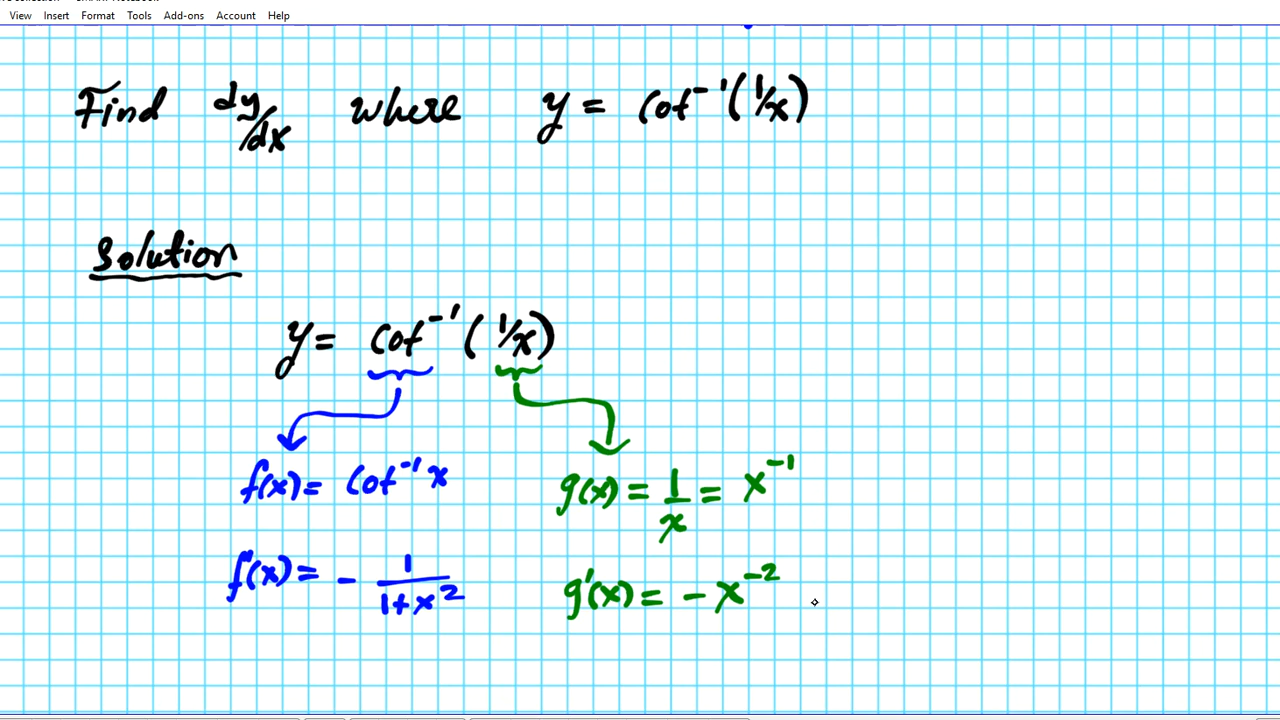 View Insert Format Tools Add-ons Account Help
Find dy/dx where y = cot⁻¹(1/x)
Solution
y = cot⁻¹(1/x)
f(x) = cot⁻¹x
g(x) = 1/x = x⁻¹
f'(x) = - 1/(1+x²)
g'(x) = -x⁻²